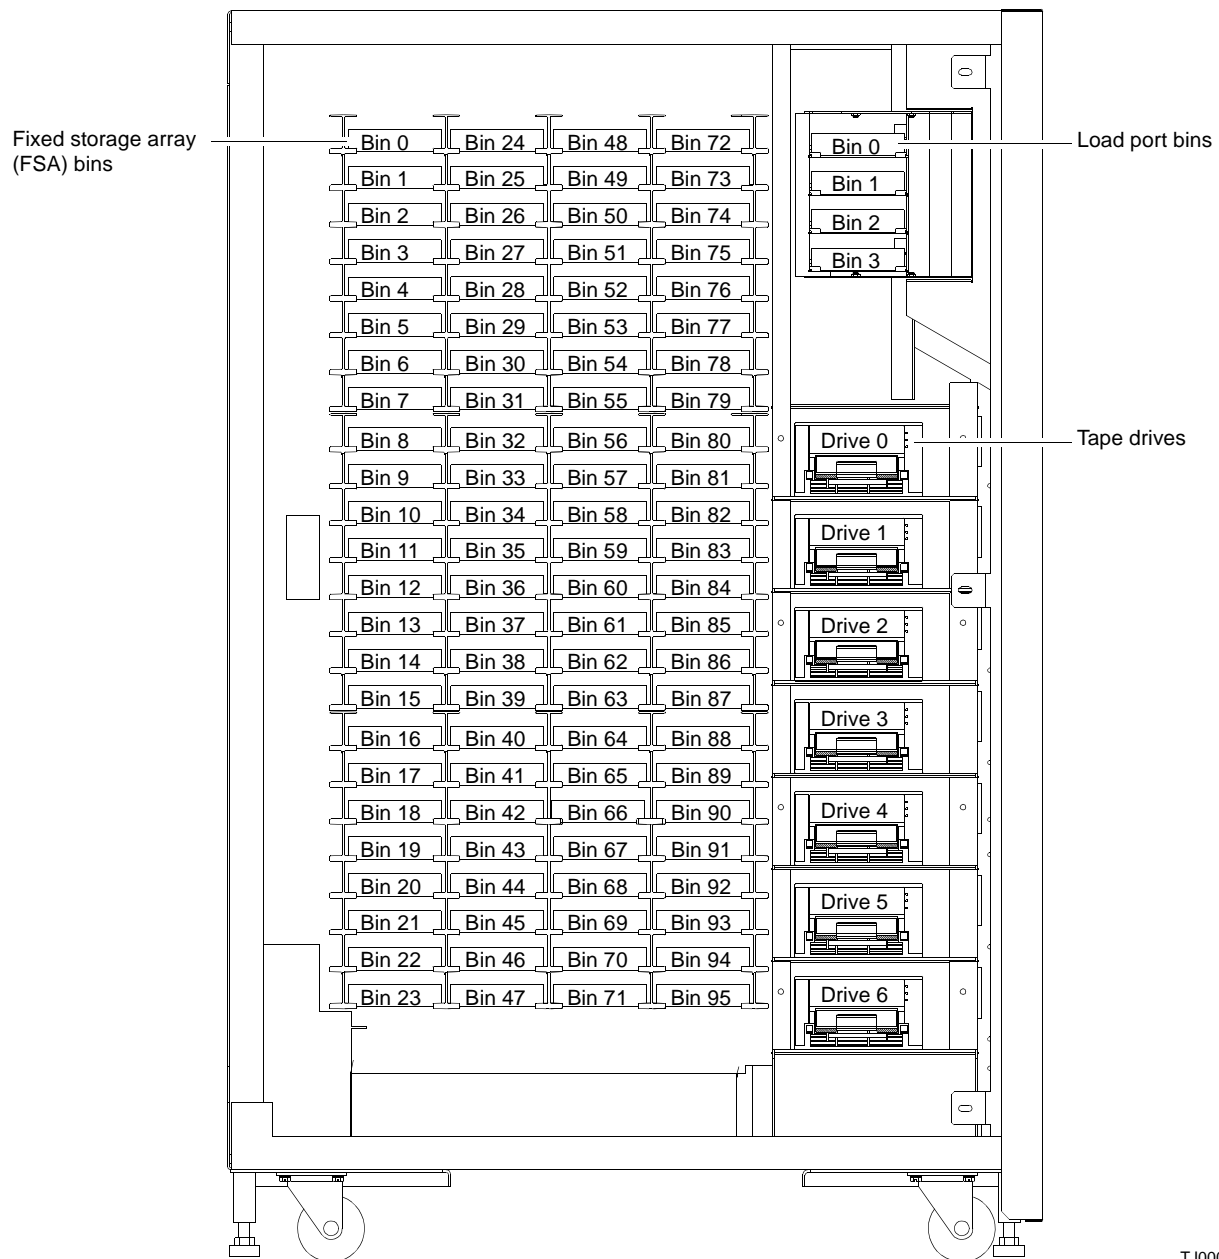 Fixed storage array
(FSA) bins
Bin 0 Bin 24 Bin 48 Bin 72
Bin 1 Bin 25 Bin 49 Bin 73
Bin 2 Bin 26 Bin 50 Bin 74
Bin 3 Bin 27 Bin 51 Bin 75
Bin 4 Bin 28 Bin 52 Bin 76
Bin 5 Bin 29 Bin 53 Bin 77
Bin 6 Bin 30 Bin 54 Bin 78
Bin 7 Bin 31 Bin 55 Bin 79
Bin 8 Bin 32 Bin 56 Bin 80
Bin 9 Bin 33 Bin 57 Bin 81
Bin 10 Bin 34 Bin 58 Bin 82
Bin 11 Bin 35 Bin 59 Bin 83
Bin 12 Bin 36 Bin 60 Bin 84
Bin 13 Bin 37 Bin 61 Bin 85
Bin 14 Bin 38 Bin 62 Bin 86
Bin 15 Bin 39 Bin 63 Bin 87
Bin 16 Bin 40 Bin 64 Bin 88
Bin 17 Bin 41 Bin 65 Bin 89
Bin 18 Bin 42 Bin 66 Bin 90
Bin 19 Bin 43 Bin 67 Bin 91
Bin 20 Bin 44 Bin 68 Bin 92
Bin 21 Bin 45 Bin 69 Bin 93
Bin 22 Bin 46 Bin 70 Bin 94
Bin 23 Bin 47 Bin 71 Bin 95
Bin 0
Bin 1
Bin 2
Bin 3
Load port bins
Drive 0
Tape drives
Drive 1
Drive 2
Drive 3
Drive 4
Drive 5
Drive 6